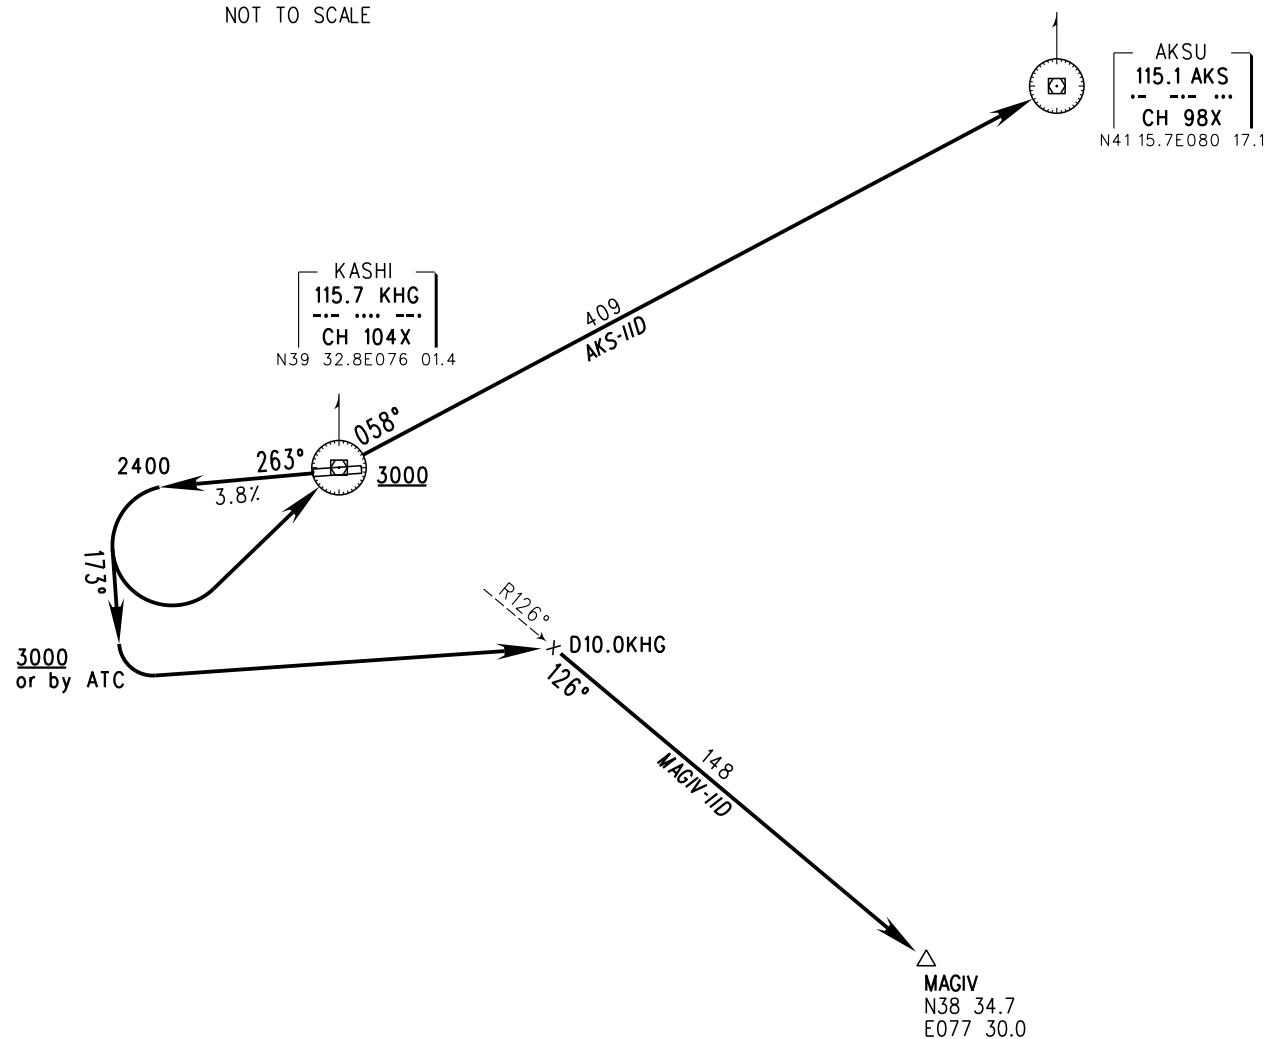 NOT TO SCALE
AKSU
115.1 AKS
CH 98X
N41 15.7E080 17.1
KASHI
115.7 KHG
CH 104X
N39 32.8E076 01.4
409
AKS-11D
058°
263°
2400
3.8%
3000
173°
R126°
D10.0KHG
126°
3000
or by ATC
148
MAGIV-11D
MAGIV
N38 34.7
E077 30.0